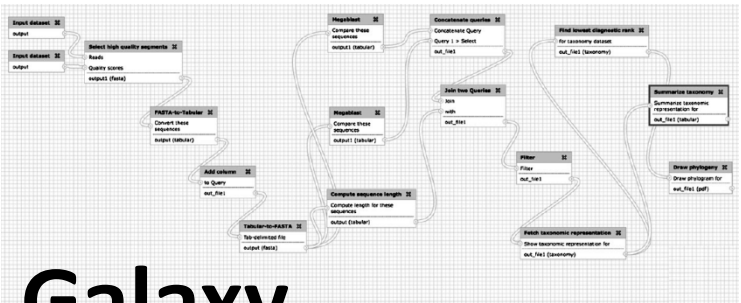 Input dataset
output
Input dataset
output
Select high quality segments
Reads
Quality scores
output1 (fasta)
FASTA-to-Tabular
Convert these
sequences
output (tabular)
Add column
to Query
out_file1
Tabular-to-FASTA
Tab-delimited file
output (fasta)
Megablast
Compare these
sequences
output1 (tabular)
Megablast
Compare these
sequences
output1 (tabular)
Compute sequence length
Compute length for these
sequences
output (tabular)
Concatenate queries
Concatenate Query
Query 1 > Select
out_file1
Join two Queries
Join
with
out_file1
Filter
Filter
out_file1
Fetch taxonomic representation
Show taxonomic representation for
out_file1 (taxonomy)
Find lowest diagnostic rank
for taxonomy dataset
out_file1 (taxonomy)
Summarize taxonomy
Summarize taxonomic
representation for
out_file1 (tabular)
Draw phylogeny
Draw phylogram for
out_file1 (pdf)
Galaxy